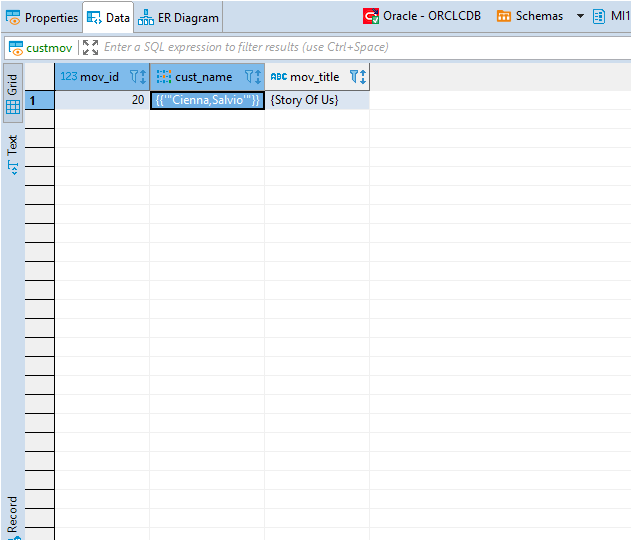 Properties Data ER Diagram Oracle - ORCLCDB Schemas MI1
custmov Enter a SQL expression to filter results (use Ctrl+Space)
Grid
Text
Record
123 mov_id cust_name ABC mov_title
1 20 {{'"Cienna,Salvio'"}} {Story Of Us}